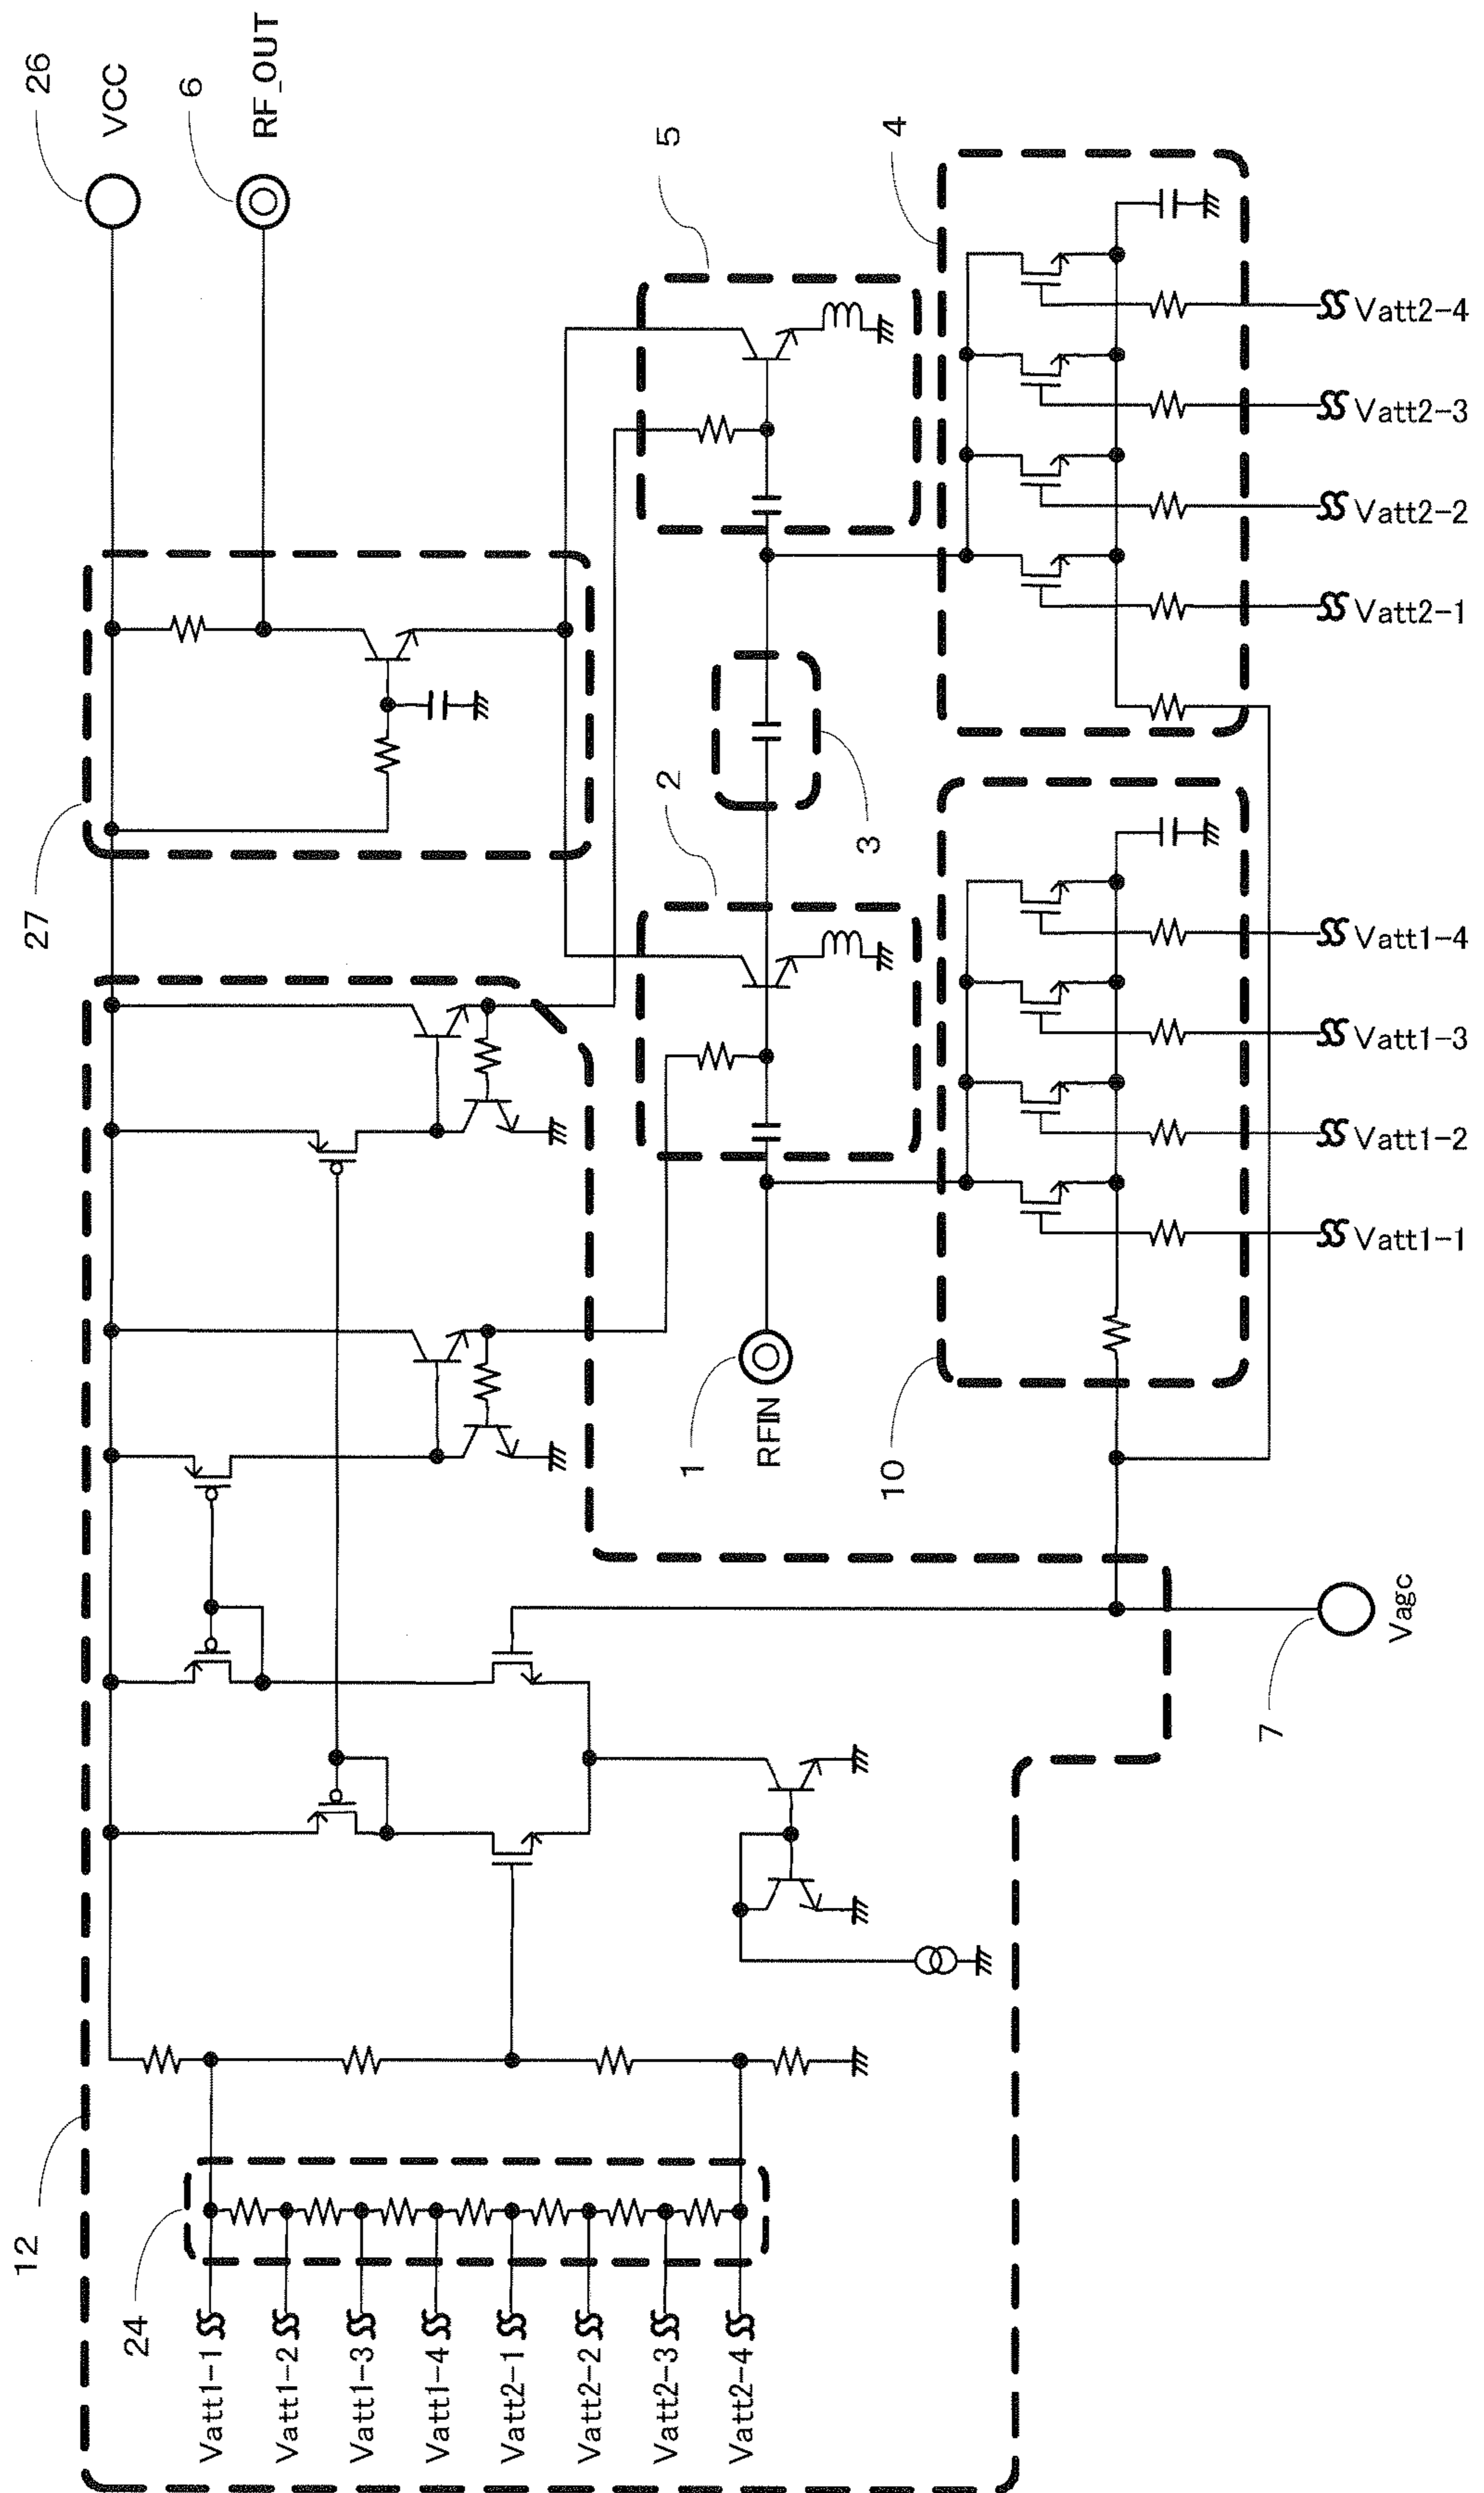 26
VCC
6
RF_OUT
5
4
27
2
3
Vatt2-4
Vatt2-3
Vatt2-2
Vatt2-1
1
RFIN
10
Vatt1-4
Vatt1-3
Vatt1-2
Vatt1-1
7
Vagc
12
24
Vatt1-1
Vatt1-2
Vatt1-3
Vatt1-4
Vatt2-1
Vatt2-2
Vatt2-3
Vatt2-4